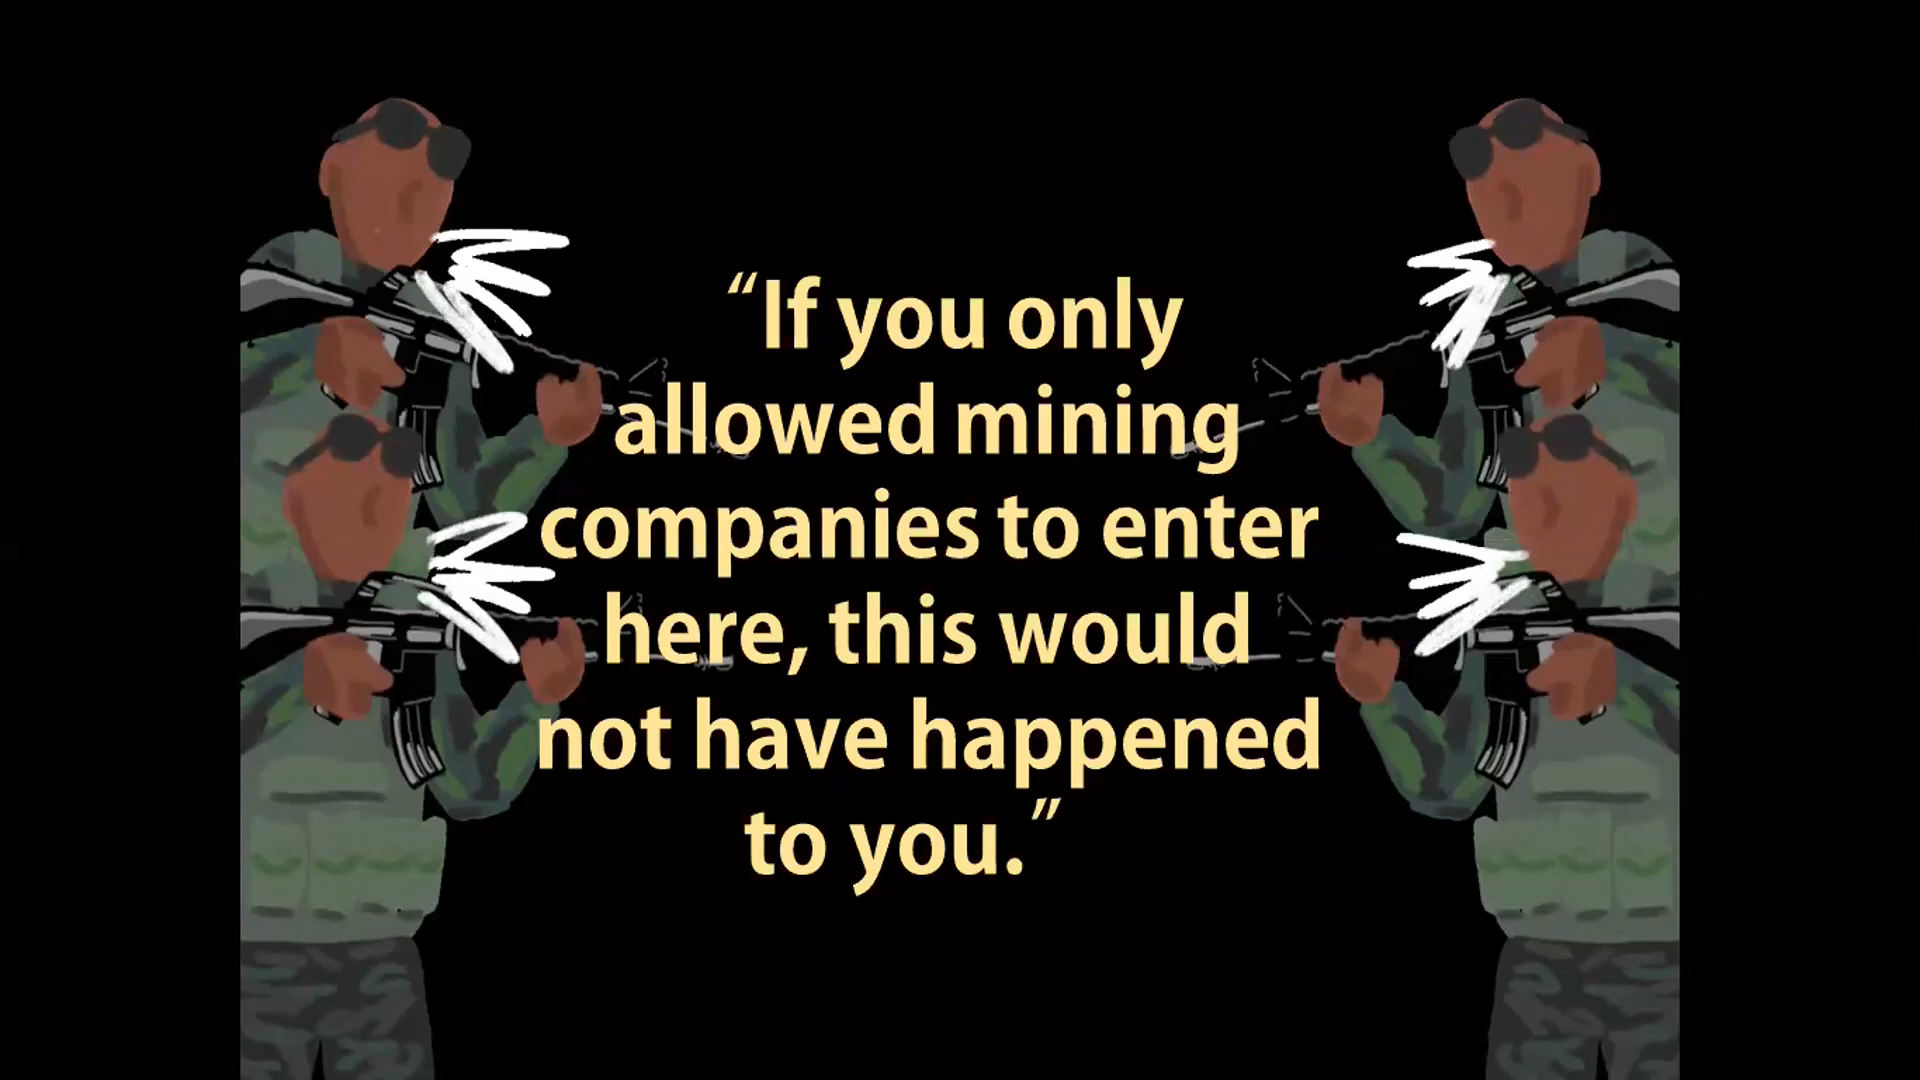 “If you only
allowed mining
companies to enter
here, this would
not have happened
to you.”